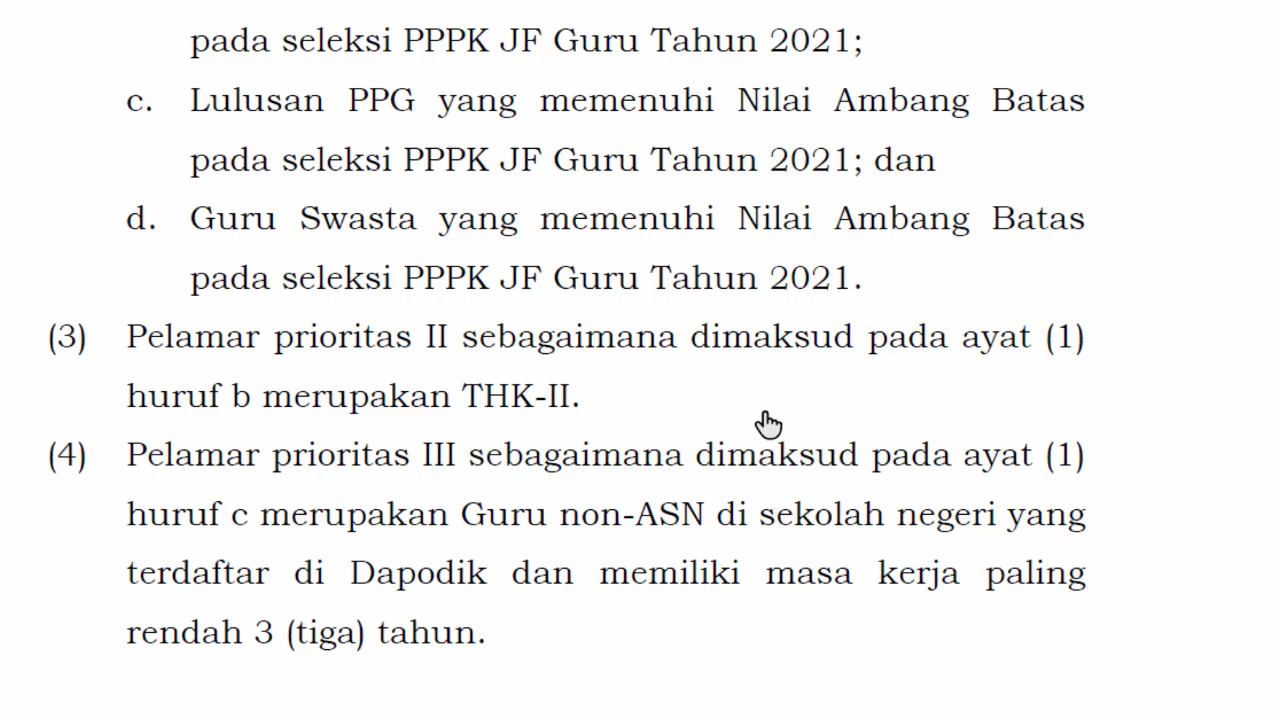 pada seleksi PPPK JF Guru Tahun 2021;
c. Lulusan PPG yang memenuhi Nilai Ambang Batas
pada seleksi PPPK JF Guru Tahun 2021; dan
d. Guru Swasta yang memenuhi Nilai Ambang Batas
pada seleksi PPPK JF Guru Tahun 2021.
(3) Pelamar prioritas II sebagaimana dimaksud pada ayat (1)
huruf b merupakan THK-II.
(4) Pelamar prioritas III sebagaimana dimaksud pada ayat (1)
huruf c merupakan Guru non-ASN di sekolah negeri yang
terdaftar di Dapodik dan memiliki masa kerja paling
rendah 3 (tiga) tahun.